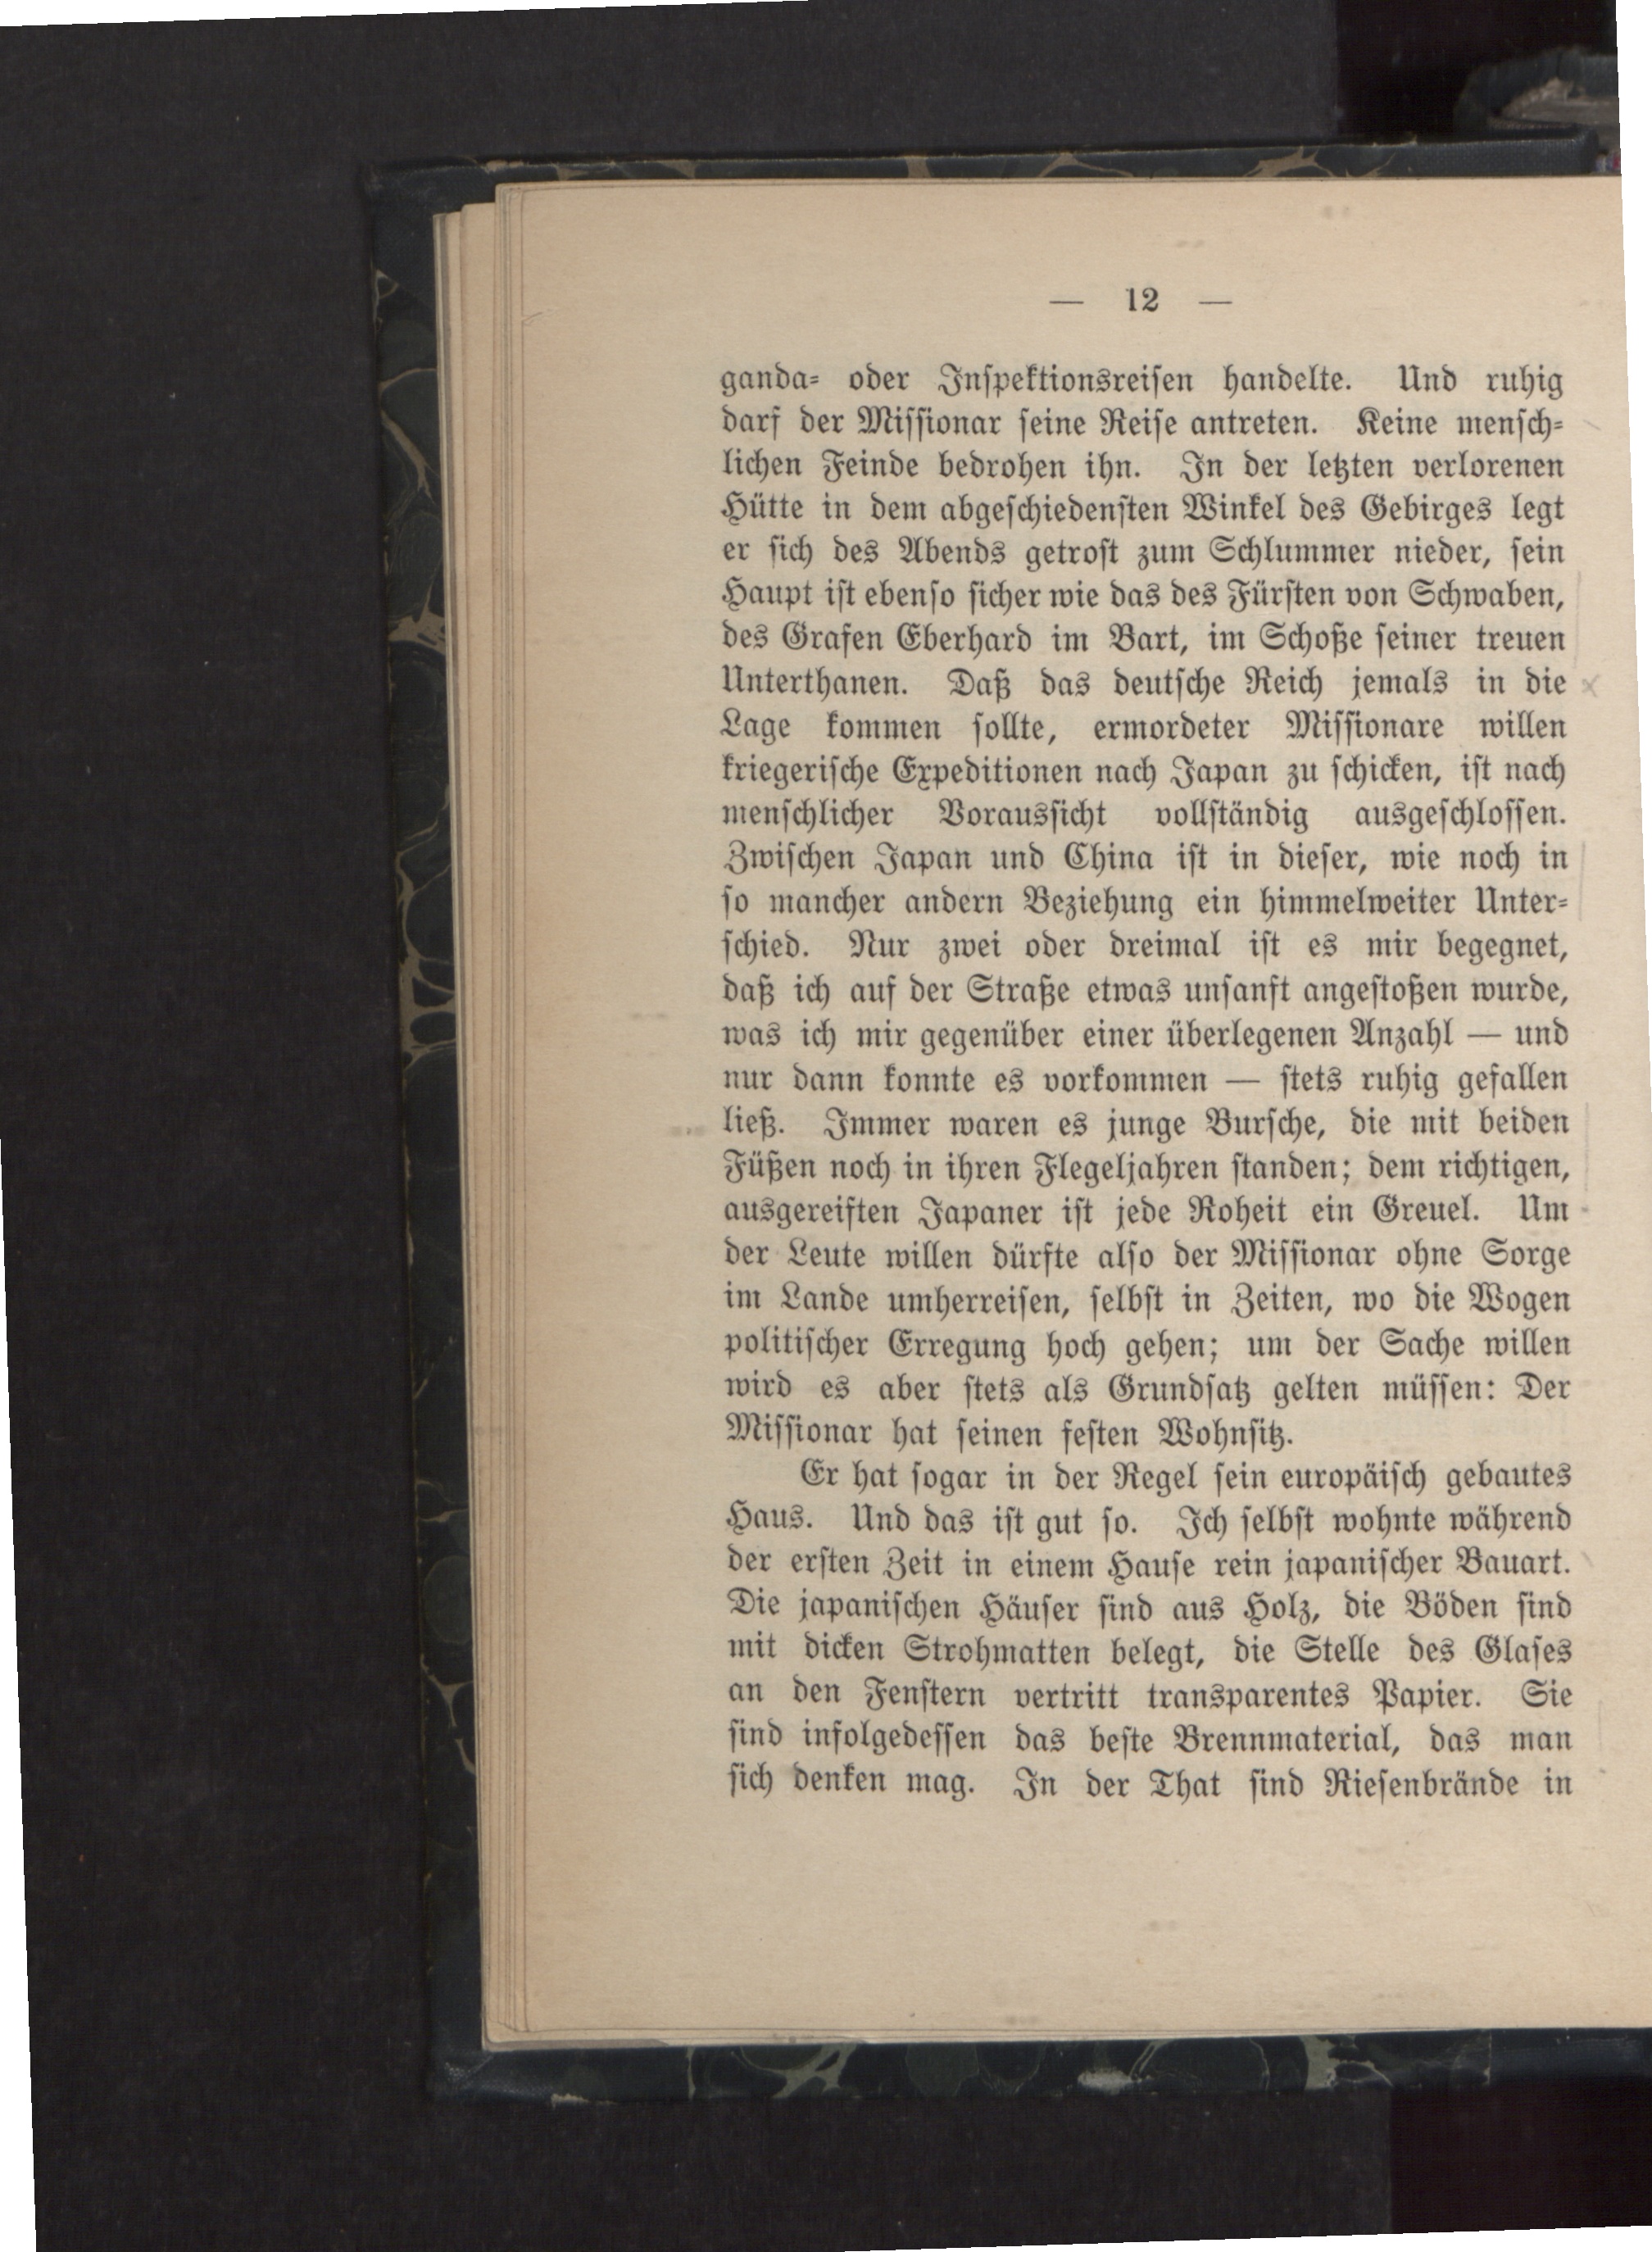 — 12 —
ganda- oder Inspektionsreisen handelte. Und ruhig
darf der Missionar seine Reise antreten. Keine mensch-
lichen Feinde bedrohen ihn. In der letzten verlorenen
Hütte in dem abgeschiedensten Winkel des Gebirges legt
er sich des Abends getrost zum Schlummer nieder, sein
Haupt ist ebenso sicher wie das des Fürsten von Schwaben,
des Grafen Eberhard im Bart, im Schoße seiner treuen
Unterthanen. Daß das deutsche Reich jemals in die
Lage kommen sollte, ermordeter Missionare willen
kriegerische Expeditionen nach Japan zu schicken, ist nach
menschlicher Voraussicht vollständig ausgeschlossen.
Zwischen Japan und China ist in dieser, wie noch in
so mancher andern Beziehung ein himmelweiter Unter-
schied. Nur zwei oder dreimal ist es mir begegnet,
daß ich auf der Straße etwas unsanft angestoßen wurde,
was ich mir gegenüber einer überlegenen Anzahl — und
nur dann konnte es vorkommen — stets ruhig gefallen
ließ. Immer waren es junge Bursche, die mit beiden
Füßen noch in ihren Flegeljahren standen; dem richtigen,
ausgereiften Japaner ist jede Roheit ein Greuel. Um
der Leute willen dürfte also der Missionar ohne Sorge
im Lande umherreisen, selbst in Zeiten, wo die Wogen
politischer Erregung hoch gehen; um der Sache willen
wird es aber stets als Grundsatz gelten müssen: Der
Missionar hat seinen festen Wohnsitz.
Er hat sogar in der Regel sein europäisch gebautes
Haus. Und das ist gut so. Ich selbst wohnte während
der ersten Zeit in einem Hause rein japanischer Bauart.
Die japanischen Häuser sind aus Holz, die Böden sind
mit dicken Strohmatten belegt, die Stelle des Glases
an den Fenstern vertritt transparentes Papier. Sie
sind infolgedessen das beste Brennmaterial, das man
sich denken mag. In der That sind Riesenbrände in